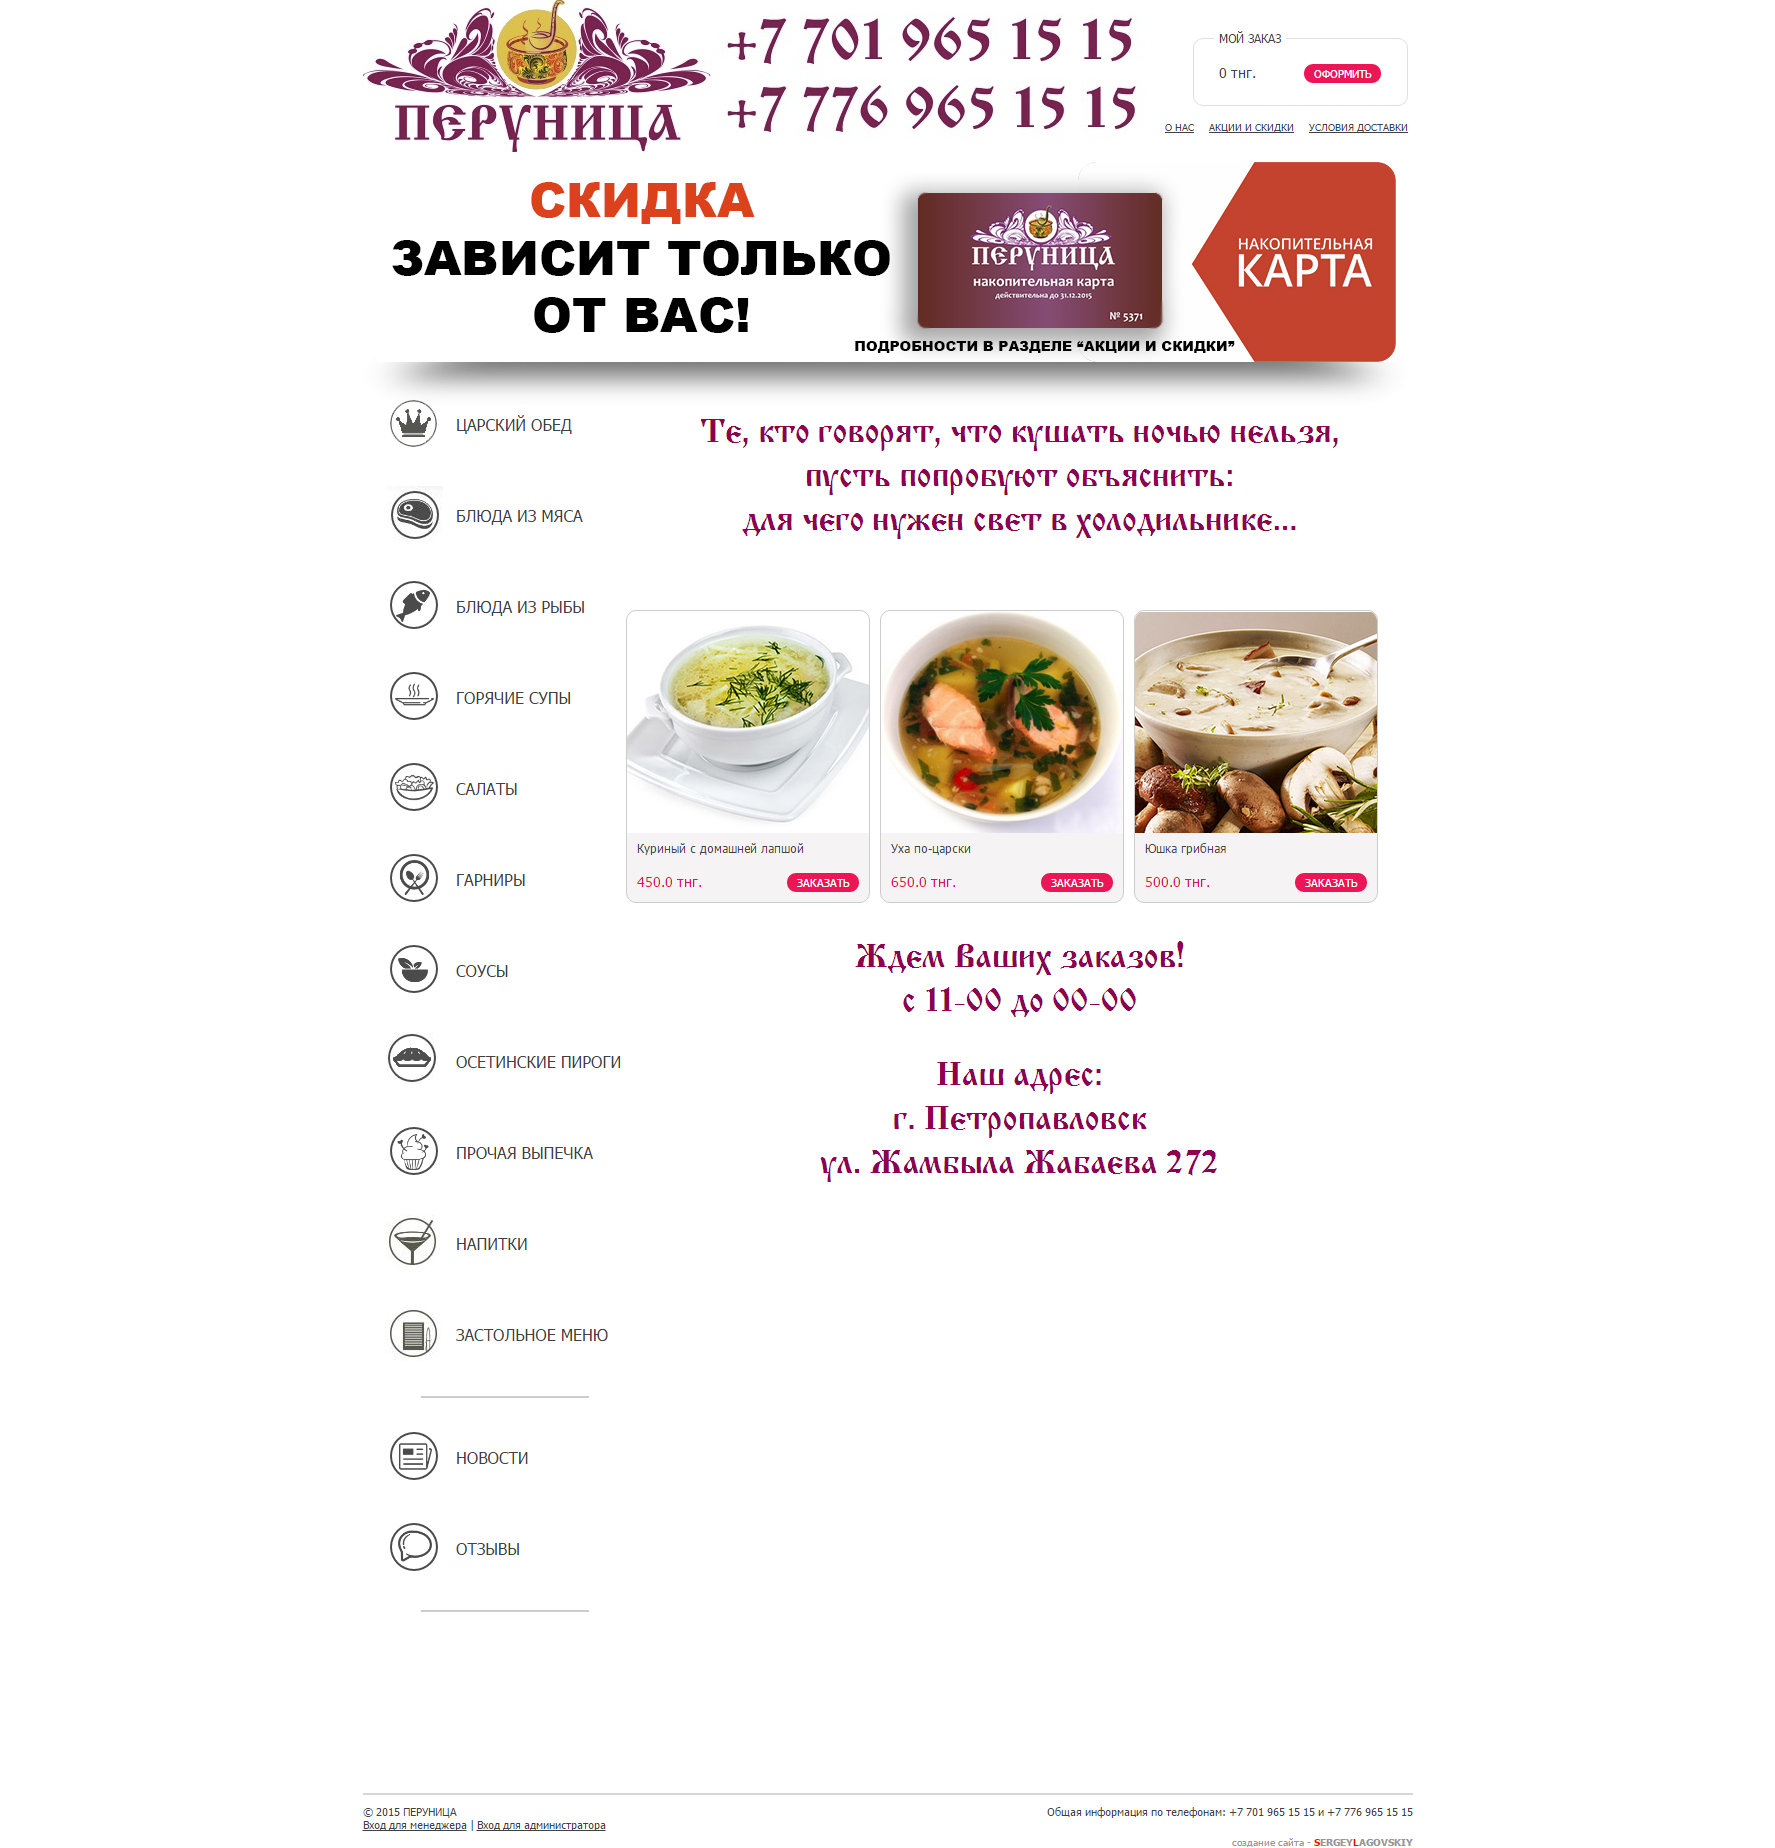 ПЕРУНИЦА
+7 701 965 15 15
+7 776 965 15 15
МОЙ ЗАКАЗ
0 тнг.
ОФОРМИТЬ
О НАС
АКЦИИ И СКИДКИ
УСЛОВИЯ ДОСТАВКИ
СКИДКА
ЗАВИСИТ ТОЛЬКО
ОТ ВАС!
ПЕРУНИЦА
накопительная карта
действительна до 31.12.2015
№ 5371
ПОДРОБНОСТИ В РАЗДЕЛЕ “АКЦИИ И СКИДКИ”
НАКОПИТЕЛЬНАЯ
КАРТА
ЦАРСКИЙ ОБЕД
БЛЮДА ИЗ МЯСА
БЛЮДА ИЗ РЫБЫ
ГОРЯЧИЕ СУПЫ
САЛАТЫ
ГАРНИРЫ
СОУСЫ
ОСЕТИНСКИЕ ПИРОГИ
ПРОЧАЯ ВЫПЕЧКА
НАПИТКИ
ЗАСТОЛЬНОЕ МЕНЮ
НОВОСТИ
ОТЗЫВЫ
Те, кто говорят, что кушать ночью нельзя,
пусть попробуют объяснить:
для чего нужен свет в холодильнике...
Куриный с домашней лапшой
450.0 тнг.
ЗАКАЗАТЬ
Уха по-царски
650.0 тнг.
ЗАКАЗАТЬ
Юшка грибная
500.0 тнг.
ЗАКАЗАТЬ
Ждем Ваших заказов!
с 11-00 до 00-00
Наш адрес:
г. Петропавловск
ул. Жамбыла Жабаева 272
© 2015 ПЕРУНИЦА
Вход для менеджера | Вход для администратора
Общая информация по телефонам: +7 701 965 15 15 и +7 776 965 15 15
создание сайта - SERGEYLAGOVSKIY